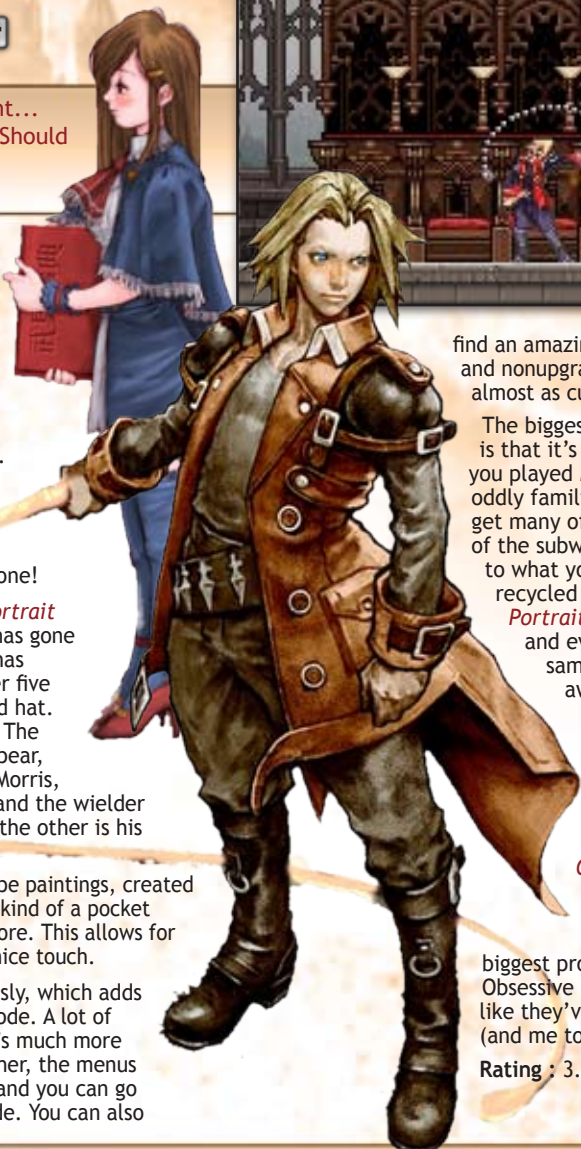 nt...
Should
.
one!
ortrait
has gone
has
r five
d hat.
The
pear,
Morris,
and the wielder
the other is his
be paintings, created
kind of a pocket
ore. This allows for
nice touch.
sly, which adds
ode. A lot of
's much more
her, the menus
and you can go
de. You can also
find an amazin
and nonupgra
almost as cu
The biggest
is that it's
you played
oddly famil
get many of
of the subw
to what yo
recycled
Portrait
and ev
sam
av
biggest pro
Obsessive
like they've
(and me to
Rating : 3.